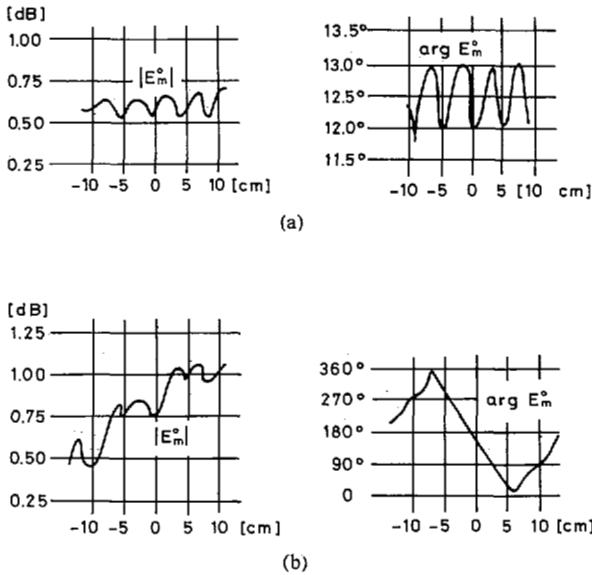 [dB]
1.00
0.75
0.50
0.25
|E°m|
-10 -5 0 5 10 [cm]
13.5°
13.0°
12.5°
12.0°
11.5°
arg E°m
-10 -5 0 5 [10 cm]
(a)
[dB]
1.25
1.00
0.75
0.50
0.25
|E°m|
-10 -5 0 5 10 [cm]
360°
270°
180°
90°
0
arg E°m
-10 -5 0 5 10 [cm]
(b)